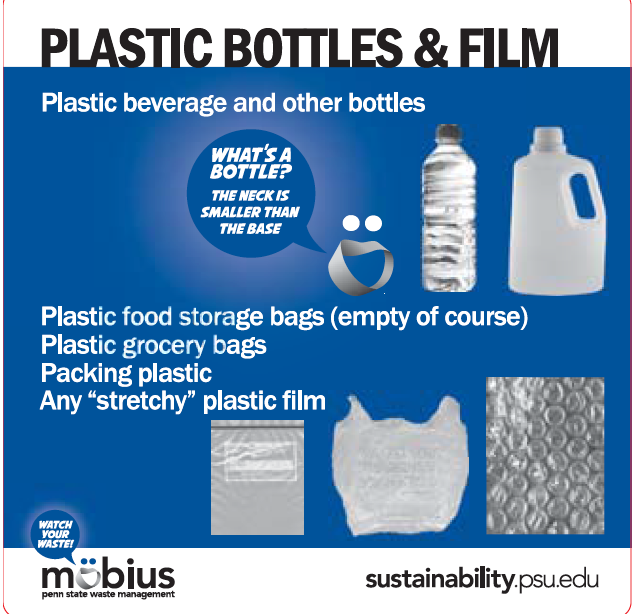 PLASTIC BOTTLES & FILM
Plastic beverage and other bottles
WHAT'S A
BOTTLE?
THE NECK IS
SMALLER THAN
THE BASE
Plastic food storage bags (empty of course)
Plastic grocery bags
Packing plastic
Any “stretchy” plastic film
WATCH
YOUR
WASTE!
möbius
penn state waste management
sustainability.psu.edu